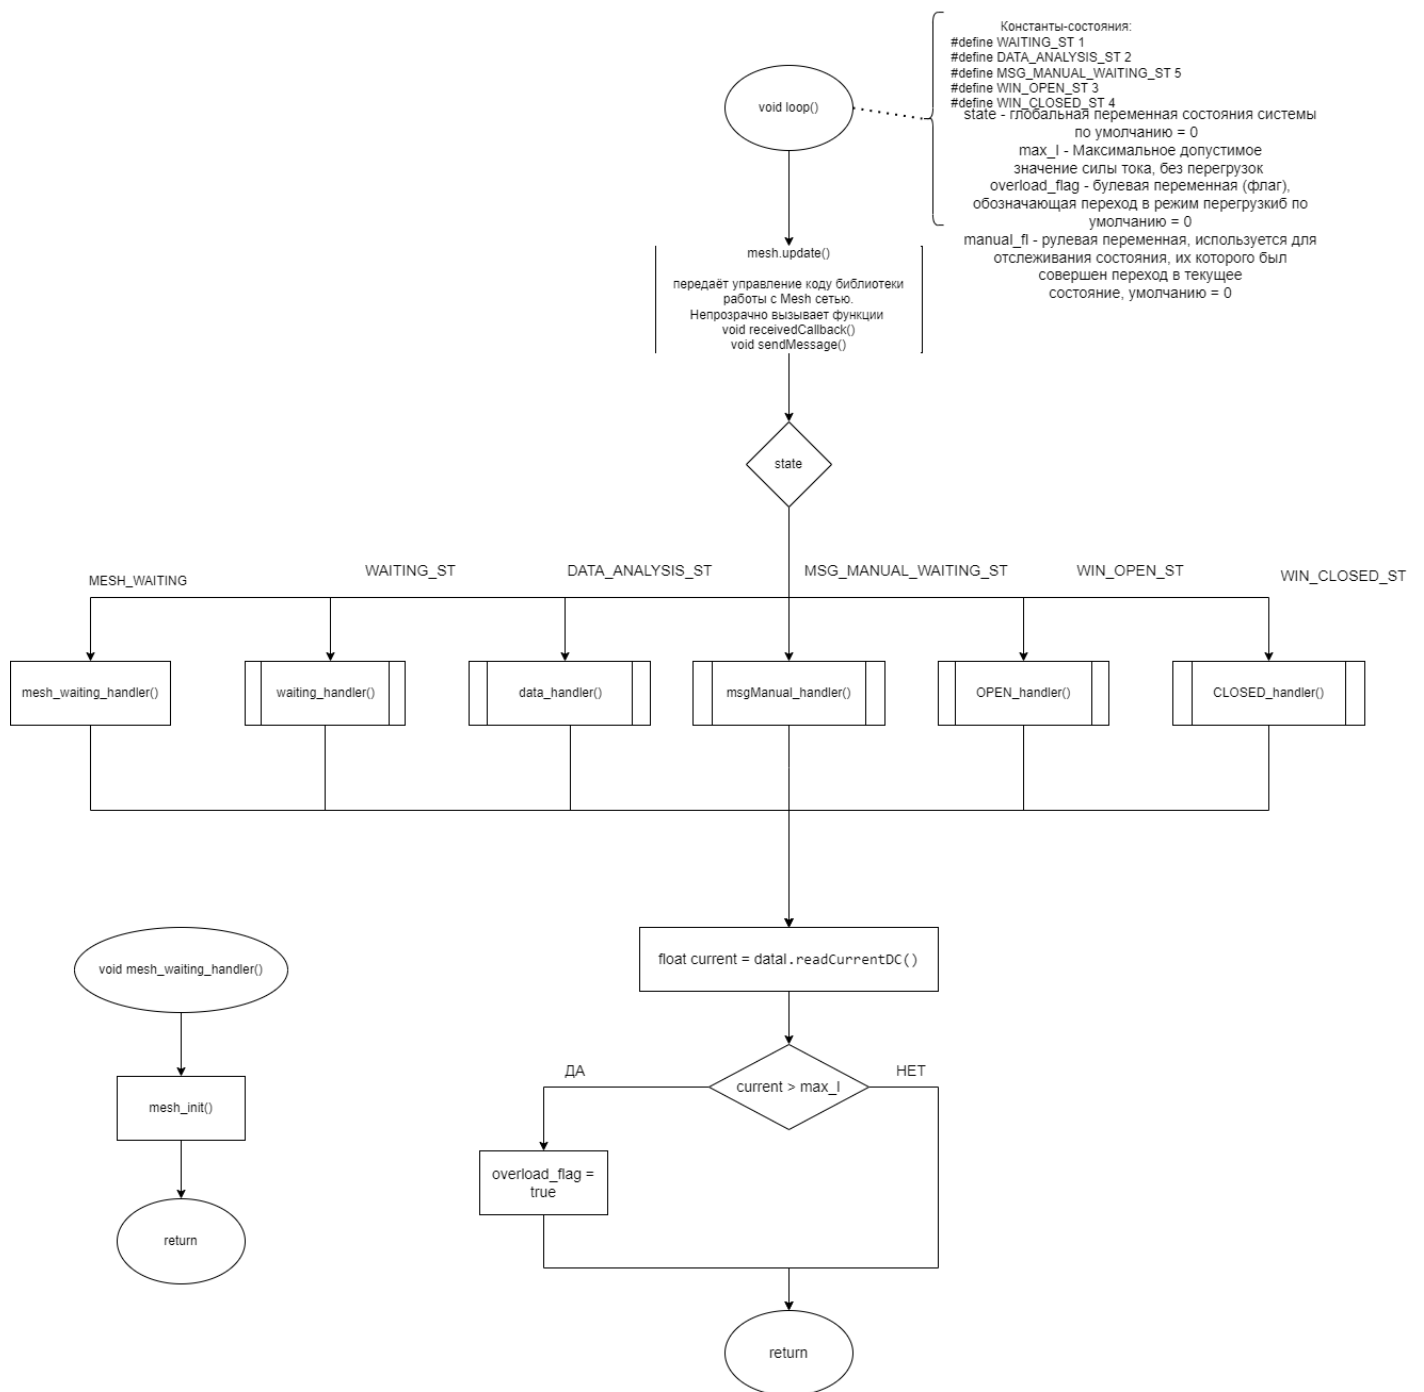 Константы-состояния:
#define WAITING_ST 1
#define DATA_ANALYSIS_ST 2
#define MSG_MANUAL_WAITING_ST 5
#define WIN_OPEN_ST 3
#define WIN_CLOSED_ST 4
state - глобальная переменная состояния системы
по умолчанию = 0
max_I - Максимальное допустимое
значение силы тока, без перегрузок
overload_flag - булевая переменная (флаг),
обозначающая переход в режим перегрузкиб по
умолчанию = 0
manual_fl - рулевая переменная, используется для
отслеживания состояния, их которого был
совершен переход в текущее
состояние, умолчанию = 0
void loop()
mesh.update()
передаёт управление коду библиотеки
работы с Mesh сетью.
Непрозрачно вызывает функции
void receivedCallback()
void sendMessage()
state
MESH_WAITING
WAITING_ST
DATA_ANALYSIS_ST
MSG_MANUAL_WAITING_ST
WIN_OPEN_ST
WIN_CLOSED_ST
mesh_waiting_handler()
waiting_handler()
data_handler()
msgManual_handler()
OPEN_handler()
CLOSED_handler()
void mesh_waiting_handler()
mesh_init()
return
float current = dataI.readCurrentDC()
current > max_I
ДА
НЕТ
overload_flag =
true
return